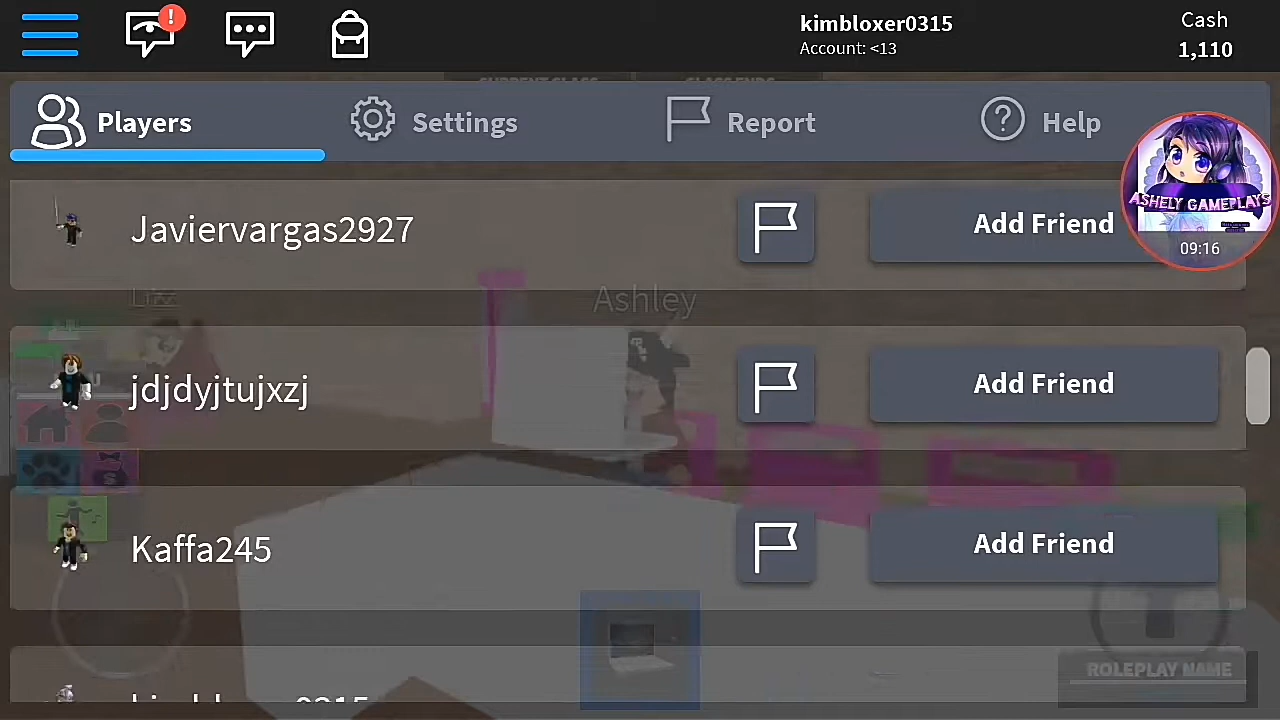 kimbloxer0315
Account: <13
Cash
1,110
!
Players
Settings
Report
Help
ASHELY GAMEPLAYS
09:16
Javiervargas2927
Add Friend
Ashley
jdjdyjtujxzj
Add Friend
Kaffa245
Add Friend
ROLEPLAY NAME